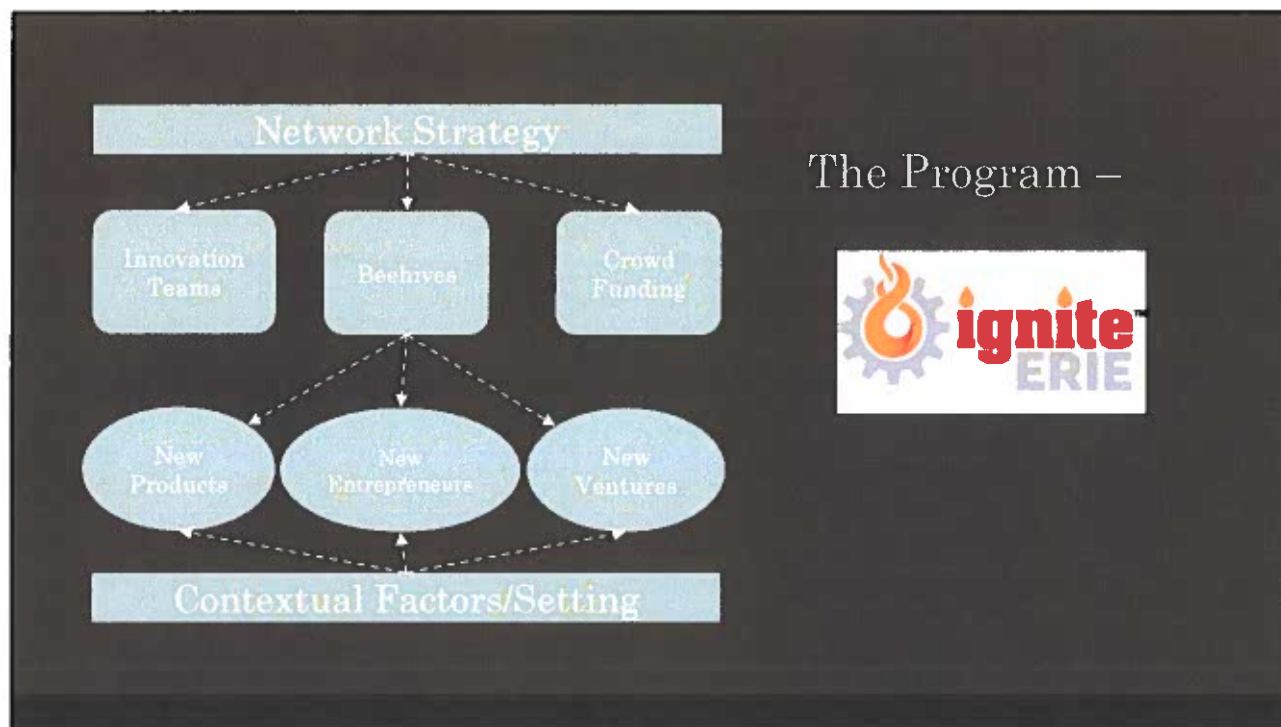 Network Strategy
The Program –
Innovation
Teams
Beehives
Crowd
Funding
ignite™
ERIE
New
Products
New
Entrepreneurs
New
Ventures
Contextual Factors/Setting